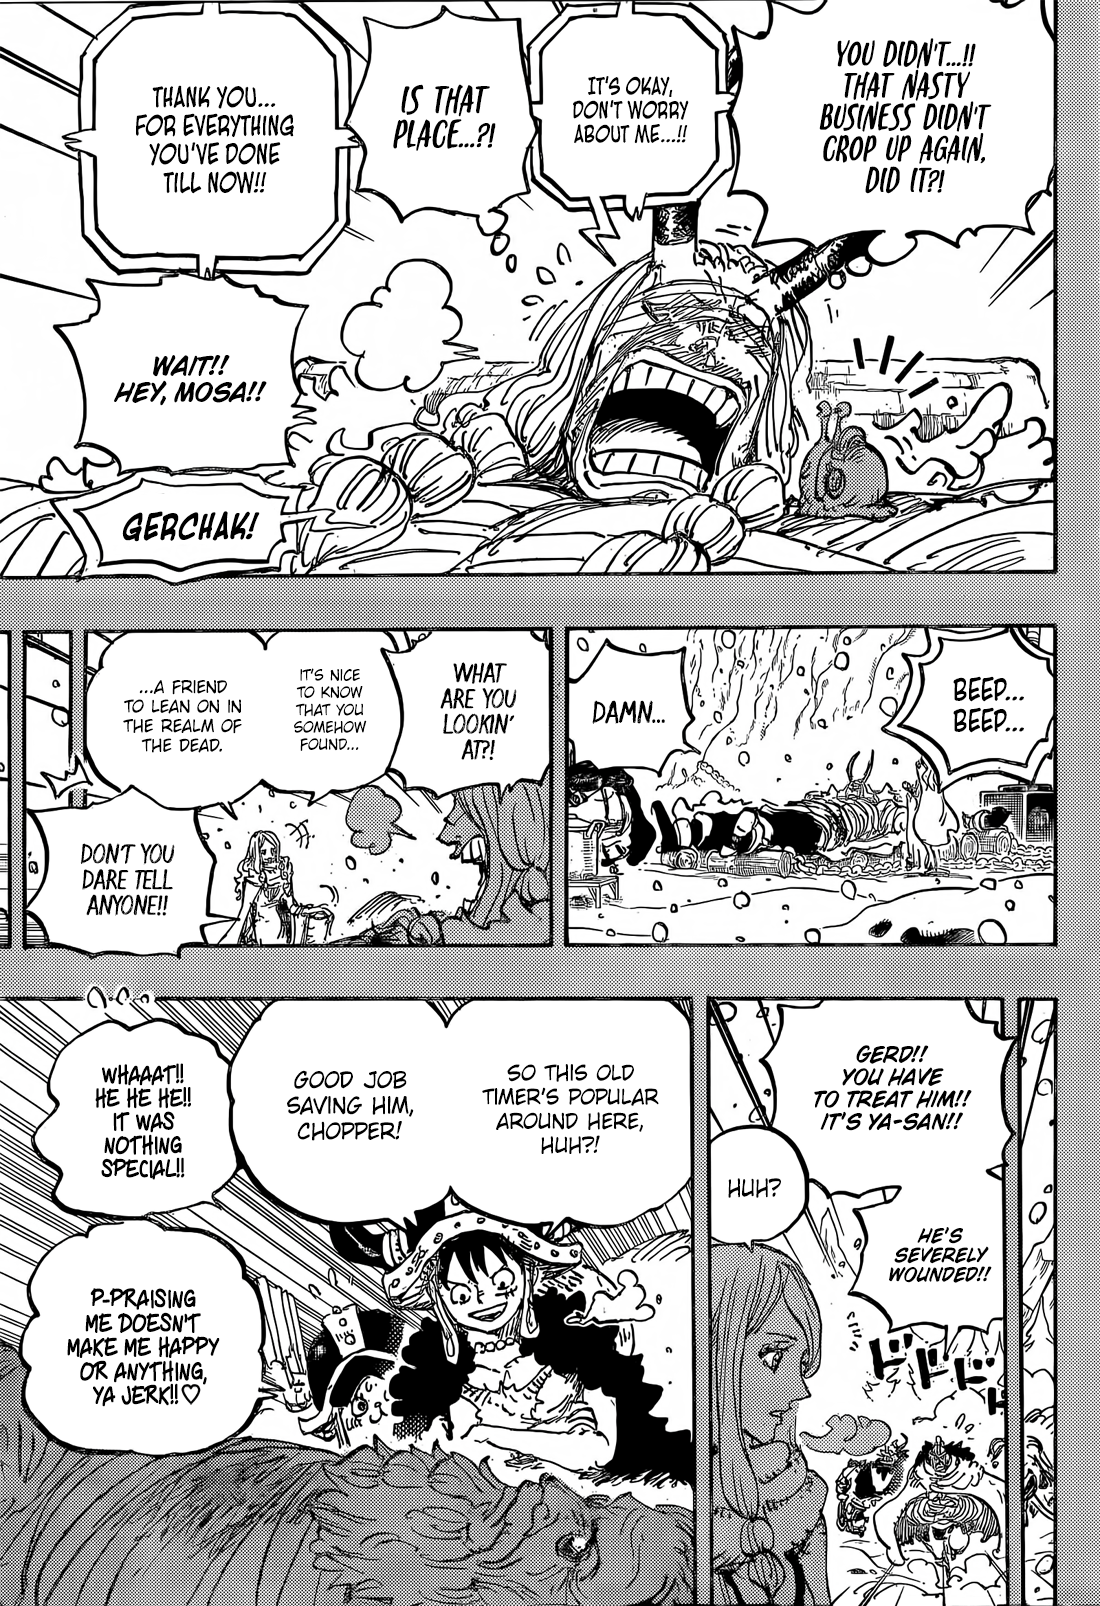 YOU DIDN'T...!!
THAT NASTY
BUSINESS DIDN'T
CROP UP AGAIN,
DID IT?!
IT'S OKAY,
DON'T WORRY
ABOUT ME...!!
IS THAT
PLACE...?!
THANK YOU...
FOR EVERYTHING
YOU'VE DONE
TILL NOW!!
WAIT!!
HEY, MOSA!!
GERCHAK!
BEEP...
BEEP...
DAMN...
WHAT
ARE YOU
LOOKIN'
AT?!
IT'S NICE
TO KNOW
THAT YOU
SOMEHOW
FOUND...
...A FRIEND
TO LEAN ON IN
THE REALM OF
THE DEAD.
DON'T YOU
DARE TELL
ANYONE!!
GERD!!
YOU HAVE
TO TREAT HIM!!
IT'S YA-SAN!!
HE'S
SEVERELY
WOUNDED!!
HUH?
ドドド
ドドド
SO THIS OLD
TIMER'S POPULAR
AROUND HERE,
HUH?!
GOOD JOB
SAVING HIM,
CHOPPER!
WHAAAT!!
HE HE HE!!
IT WAS
NOTHING
SPECIAL!!
P-PRAISING
ME DOESN'T
MAKE ME HAPPY
OR ANYTHING,
YA JERK!!♡